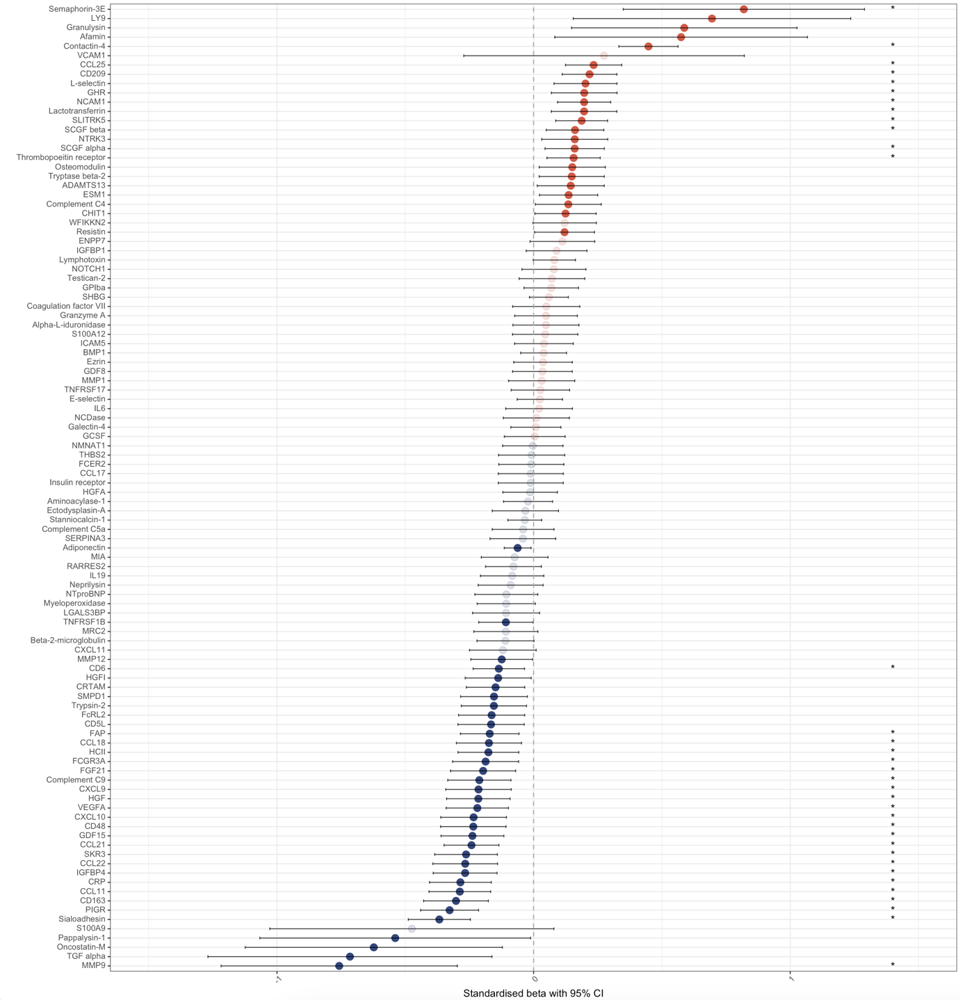 Semaphorin-3E *
LY9
Granulysin
Afamin
Contactin-4 *
VCAM1
CCL25 *
CD209 *
L-selectin *
GHR *
NCAM1 *
Lactotransferrin *
SLITRK5 *
SCGF beta *
NTRK3
SCGF alpha *
Thrombopoeitin receptor *
Osteomodulin
Tryptase beta-2
ADAMTS13
ESM1
Complement C4
CHIT1
WFIKKN2
Resistin
ENPP7
IGFBP1
Lymphotoxin
NOTCH1
Testican-2
GPIba
SHBG
Coagulation factor VII
Granzyme A
Alpha-L-iduronidase
S100A12
ICAM5
BMP1
Ezrin
GDF8
MMP1
TNFRSF17
E-selectin
IL6
NCDase
Galectin-4
GCSF
NMNAT1
THBS2
FCER2
CCL17
Insulin receptor
HGFA
Aminoacylase-1
Ectodysplasin-A
Stanniocalcin-1
Complement C5a
SERPINA3
Adiponectin
MIA
RARRES2
IL19
Neprilysin
NTproBNP
Myeloperoxidase
LGALS3BP
TNFRSF1B
MRC2
Beta-2-microglobulin
CXCL11
MMP12
CD6 *
HGFI
CRTAM
SMPD1
Trypsin-2
FcRL2
CD5L
FAP *
CCL18 *
HCII *
FCGR3A *
FGF21 *
Complement C9 *
CXCL9 *
HGF *
VEGFA *
CXCL10 *
CD48 *
GDF15 *
CCL21 *
SKR3 *
CCL22 *
IGFBP4 *
CRP *
CCL11 *
CD163 *
PIGR *
Sialoadhesin *
S100A9
Pappalysin-1
Oncostatin-M
TGF alpha
MMP9 *
-1 0 1
Standardised beta with 95% CI